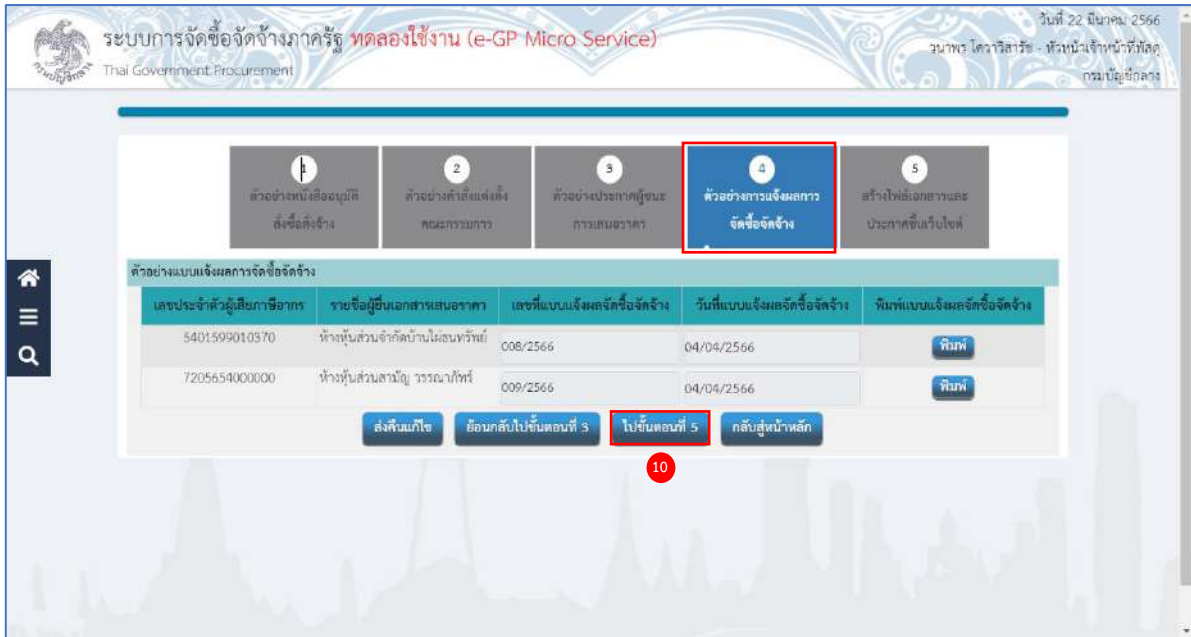 วันที่ 22 มีนาคม 2566
ระบบการจัดซื้อจัดจ้างภาครัฐ ทดลองใช้งาน (e-GP Micro Service)
วนาพร โควาวิสารัช - หัวหน้าเจ้าหน้าที่พัสดุ
Thai Government Procurement
กรมบัญชีกลาง
กรมบัญชีกลาง
1
ตัวอย่างหนังสืออนุมัติ
สั่งซื้อสั่งจ้าง
2
ตัวอย่างคำสั่งแต่งตั้ง
คณะกรรมการ
3
ตัวอย่างประกาศผู้ชนะ
การเสนอราคา
4
ตัวอย่างการแจ้งผลการ
จัดซื้อจัดจ้าง
5
สร้างไฟล์เอกสารและ
ประกาศขึ้นเว็บไซต์
ตัวอย่างแบบแจ้งผลการจัดซื้อจัดจ้าง
เลขประจำตัวผู้เสียภาษีอากร รายชื่อผู้ยื่นเอกสารเสนอราคา เลขที่แบบแจ้งผลจัดซื้อจัดจ้าง วันที่แบบแจ้งผลจัดซื้อจัดจ้าง พิมพ์แบบแจ้งผลจัดซื้อจัดจ้าง
5401599010370 ห้างหุ้นส่วนจำกัดบ้านไผ่ธนทรัพย์ 008/2566 04/04/2566 พิมพ์
7205654000000 ห้างหุ้นส่วนสามัญ วรรณาภัทร์ 009/2566 04/04/2566 พิมพ์
ส่งคืนแก้ไข ย้อนกลับไปขั้นตอนที่ 3 ไปขั้นตอนที่ 5 กลับสู่หน้าหลัก
10